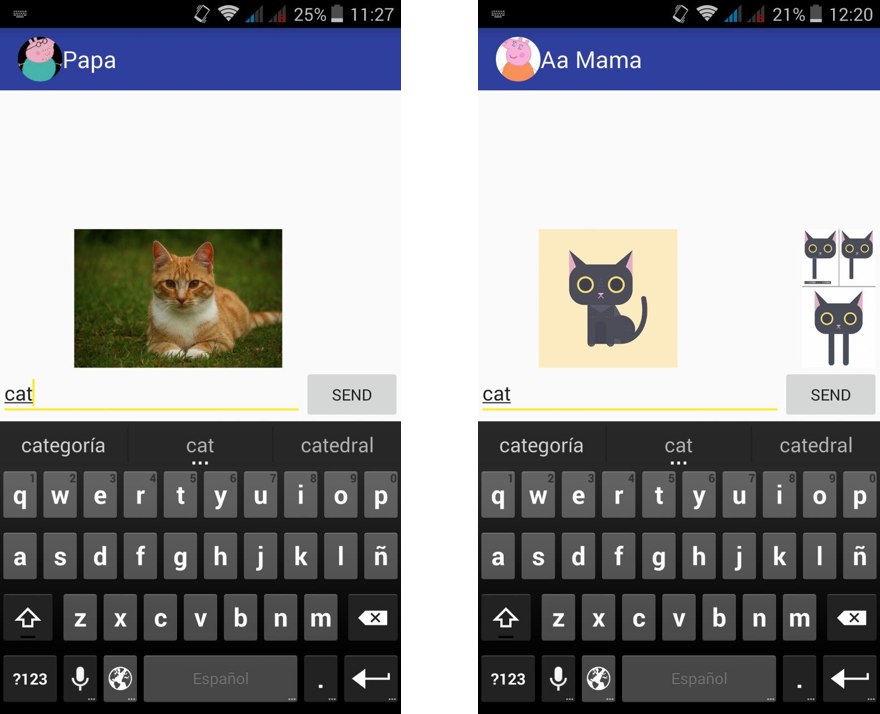 25% 11:27
Papa
cat
SEND
categoría cat catedral
1 2 3 4 5 6 7 8 9 0
q w e r t y u i o p
a s d f g h j k l ñ
z x c v b n m
?123 Español .
21% 12:20
Aa Mama
cat
SEND
categoría cat catedral
1 2 3 4 5 6 7 8 9 0
q w e r t y u i o p
a s d f g h j k l ñ
z x c v b n m
?123 Español .